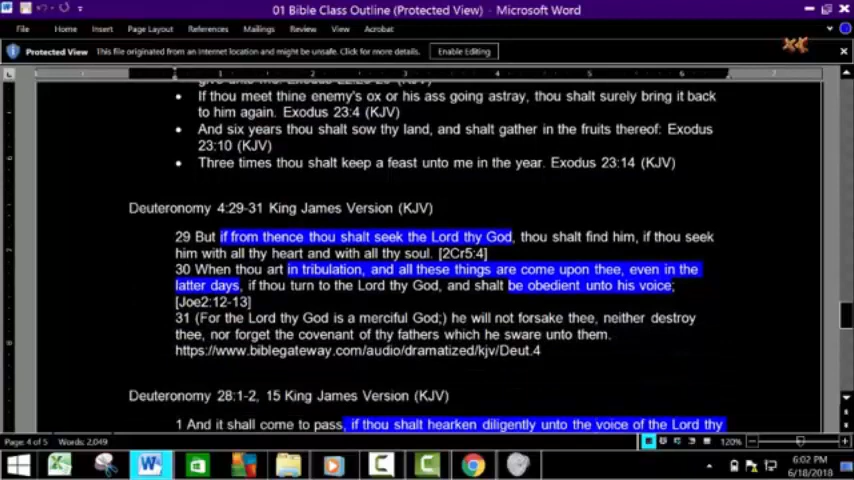 01 Bible Class Outline (Protected View) - Microsoft Word
File Home Insert Page Layout References Mailings Review View Acrobat
Protected View This file originated from an Internet location and might be unsafe. Click for more details. Enable Editing
1 2 3 4 5 6 7
give unto me. Exodus (KJV)
• If thou meet thine enemy's ox or his ass going astray, thou shalt surely bring it back
to him again. Exodus 23:4 (KJV)
• And six years thou shalt sow thy land, and shalt gather in the fruits thereof: Exodus
23:10 (KJV)
• Three times thou shalt keep a feast unto me in the year. Exodus 23:14 (KJV)
Deuteronomy 4:29-31 King James Version (KJV)
29 But if from thence thou shalt seek the Lord thy God, thou shalt find him, if thou seek
him with all thy heart and with all thy soul. [2Cr5:4]
30 When thou art in tribulation, and all these things are come upon thee, even in the
latter days, if thou turn to the Lord thy God, and shalt be obedient unto his voice;
[Joe2:12-13]
31 (For the Lord thy God is a merciful God;) he will not forsake thee, neither destroy
thee, nor forget the covenant of thy fathers which he sware unto them.
https://www.biblegateway.com/audio/dramatized/kjv/Deut.4
Deuteronomy 28:1-2, 15 King James Version (KJV)
1 And it shall come to pass, if thou shalt hearken diligently unto the voice of the Lord thy
Page: 4 of 5 Words: 2,049 120%
6:02 PM
6/18/2018